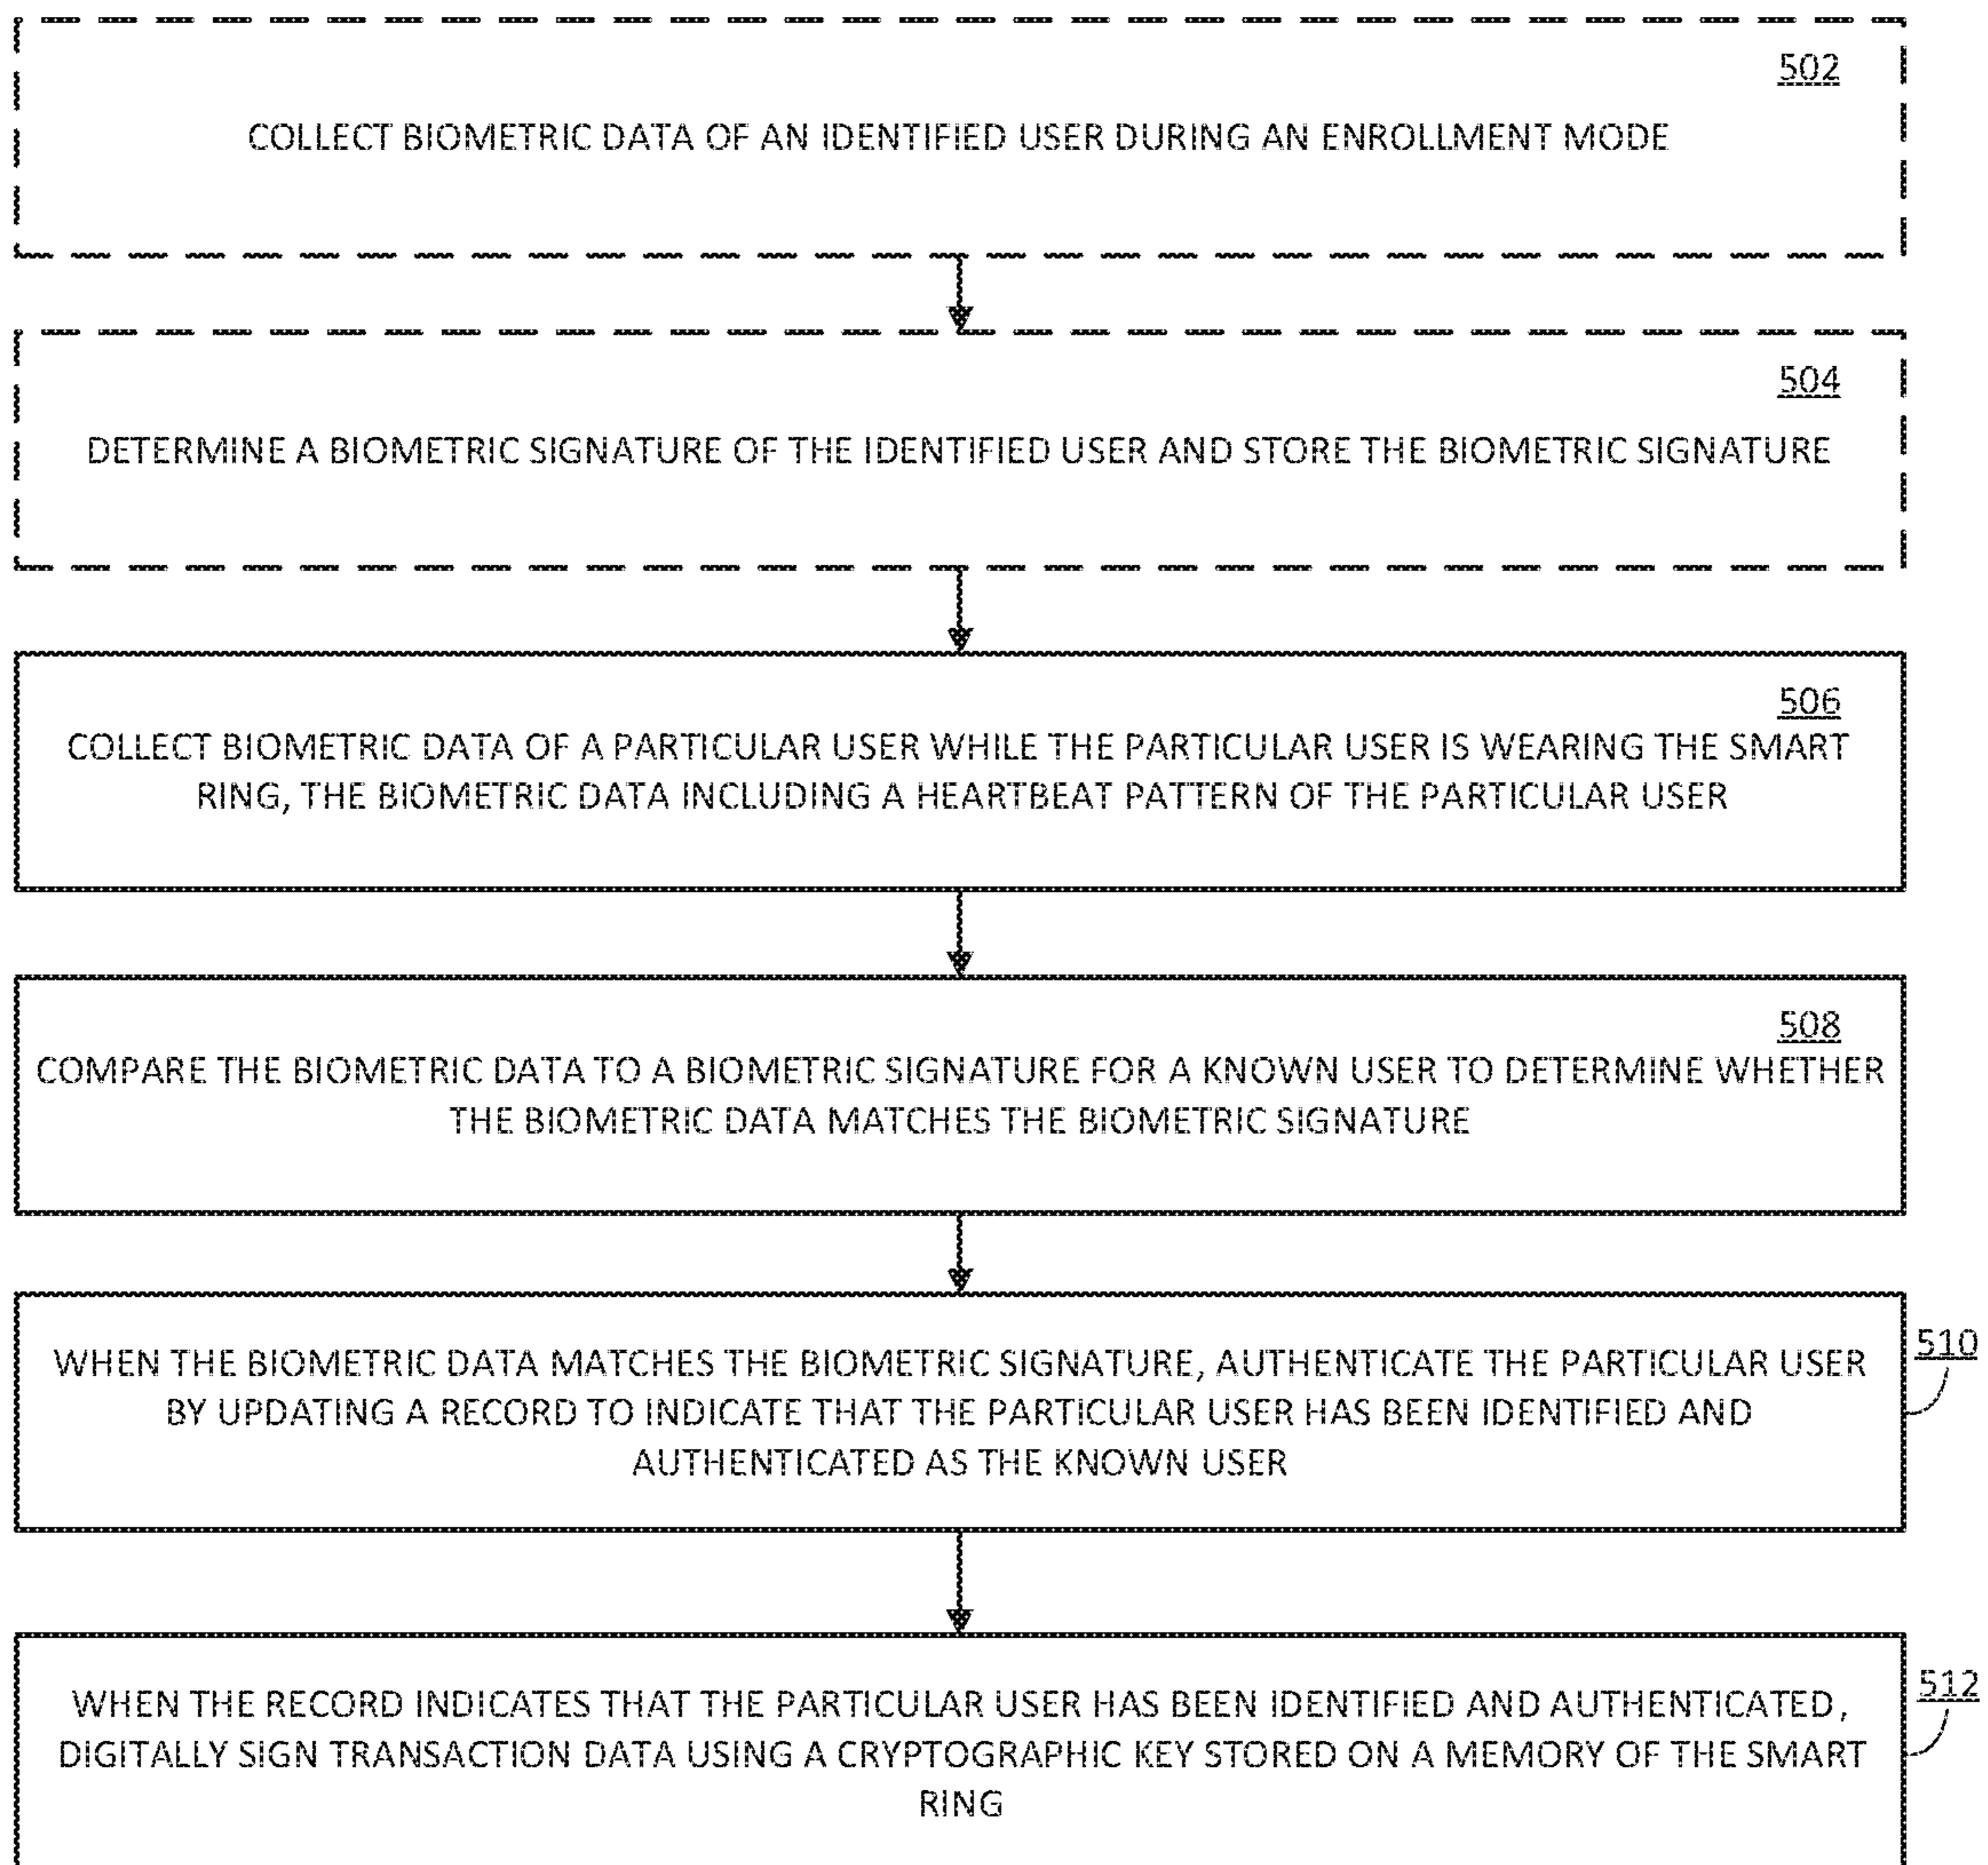 502
COLLECT BIOMETRIC DATA OF AN IDENTIFIED USER DURING AN ENROLLMENT MODE
504
DETERMINE A BIOMETRIC SIGNATURE OF THE IDENTIFIED USER AND STORE THE BIOMETRIC SIGNATURE
506
COLLECT BIOMETRIC DATA OF A PARTICULAR USER WHILE THE PARTICULAR USER IS WEARING THE SMART
RING, THE BIOMETRIC DATA INCLUDING A HEARTBEAT PATTERN OF THE PARTICULAR USER
508
COMPARE THE BIOMETRIC DATA TO A BIOMETRIC SIGNATURE FOR A KNOWN USER TO DETERMINE WHETHER
THE BIOMETRIC DATA MATCHES THE BIOMETRIC SIGNATURE
510
WHEN THE BIOMETRIC DATA MATCHES THE BIOMETRIC SIGNATURE, AUTHENTICATE THE PARTICULAR USER
BY UPDATING A RECORD TO INDICATE THAT THE PARTICULAR USER HAS BEEN IDENTIFIED AND
AUTHENTICATED AS THE KNOWN USER
512
WHEN THE RECORD INDICATES THAT THE PARTICULAR USER HAS BEEN IDENTIFIED AND AUTHENTICATED,
DIGITALLY SIGN TRANSACTION DATA USING A CRYPTOGRAPHIC KEY STORED ON A MEMORY OF THE SMART
RING